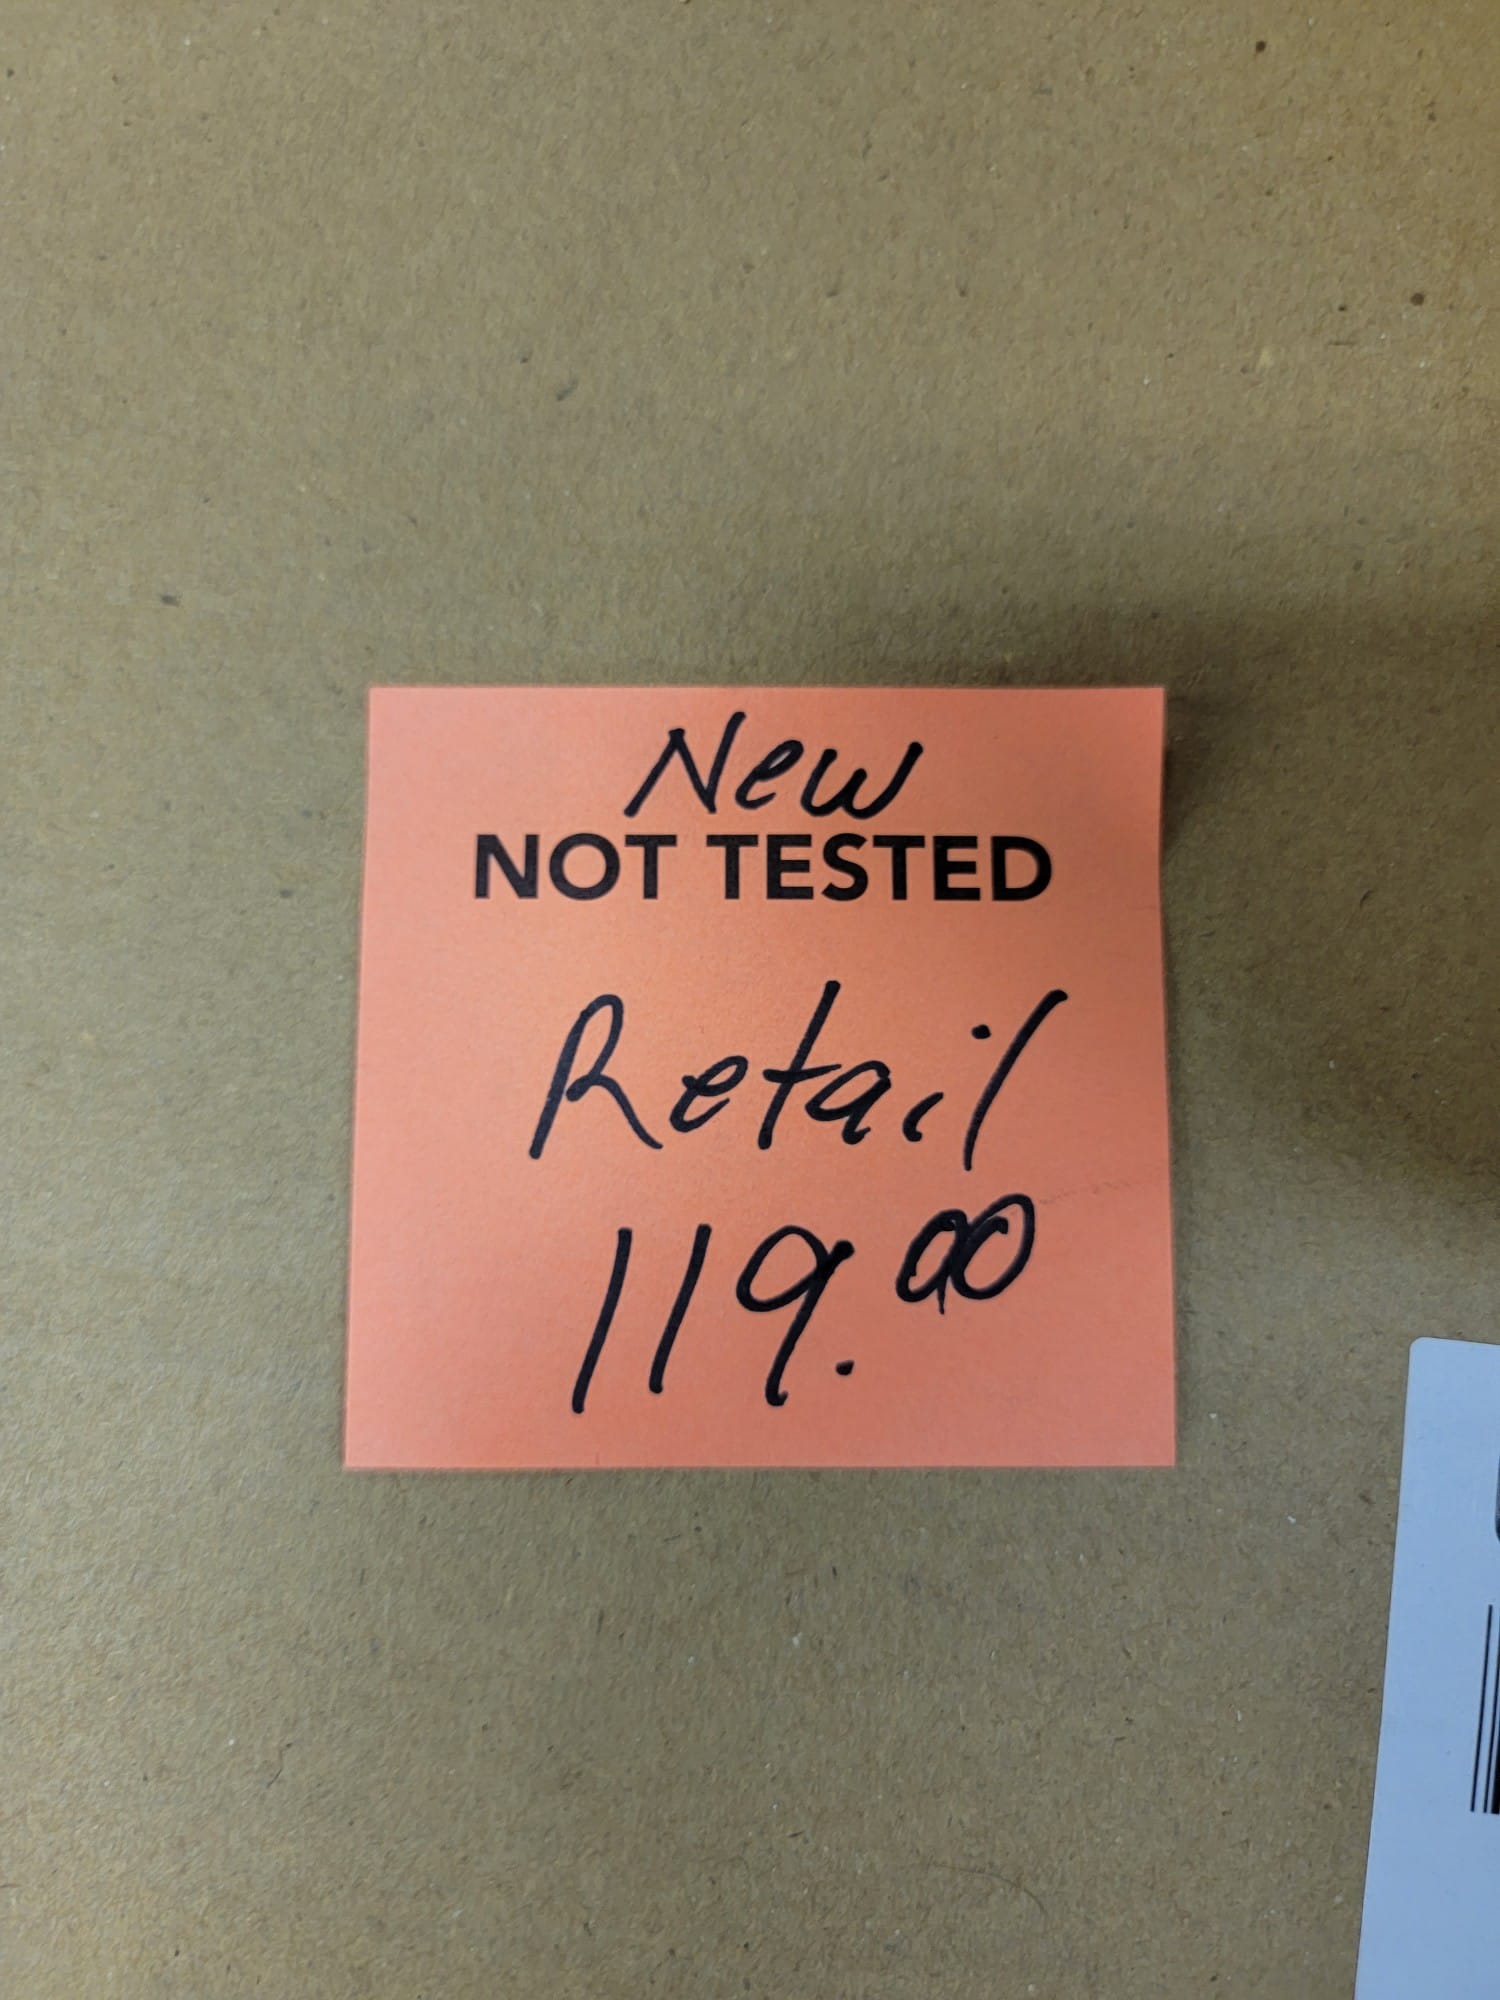 New
NOT TESTED
Retail
119.00